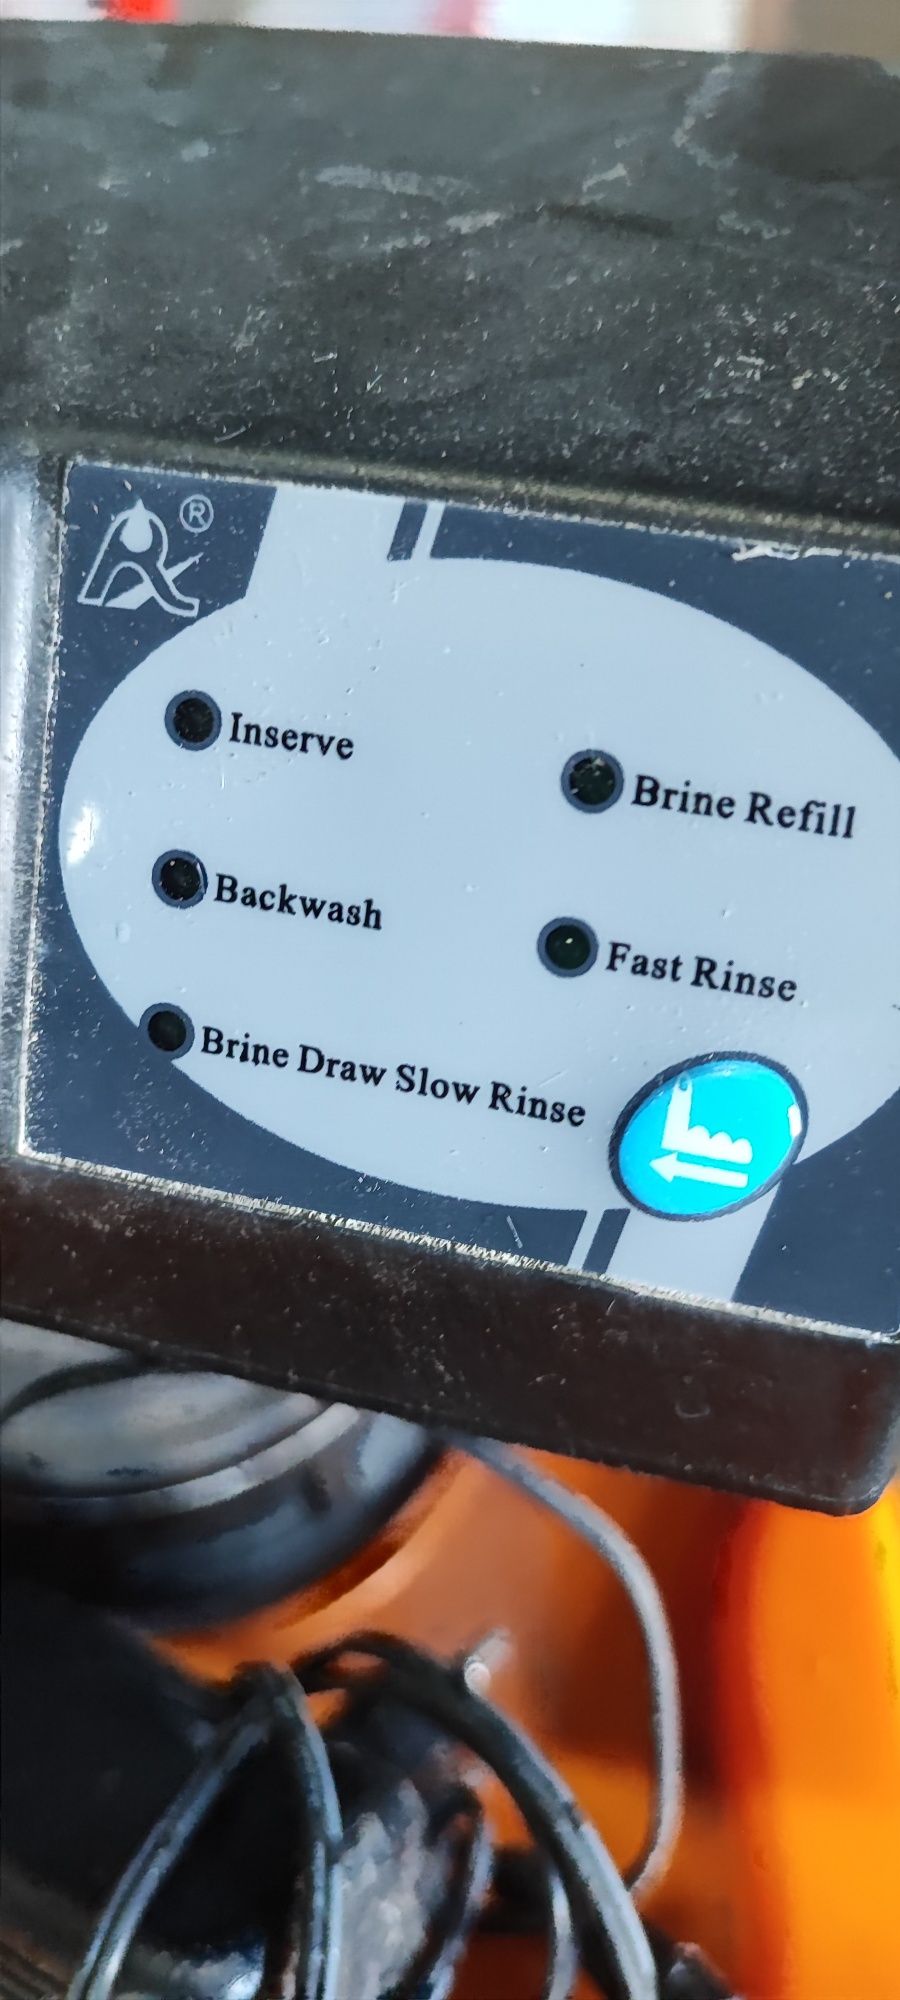 ®
Inserve
Brine Refill
Backwash
Fast Rinse
Brine Draw Slow Rinse